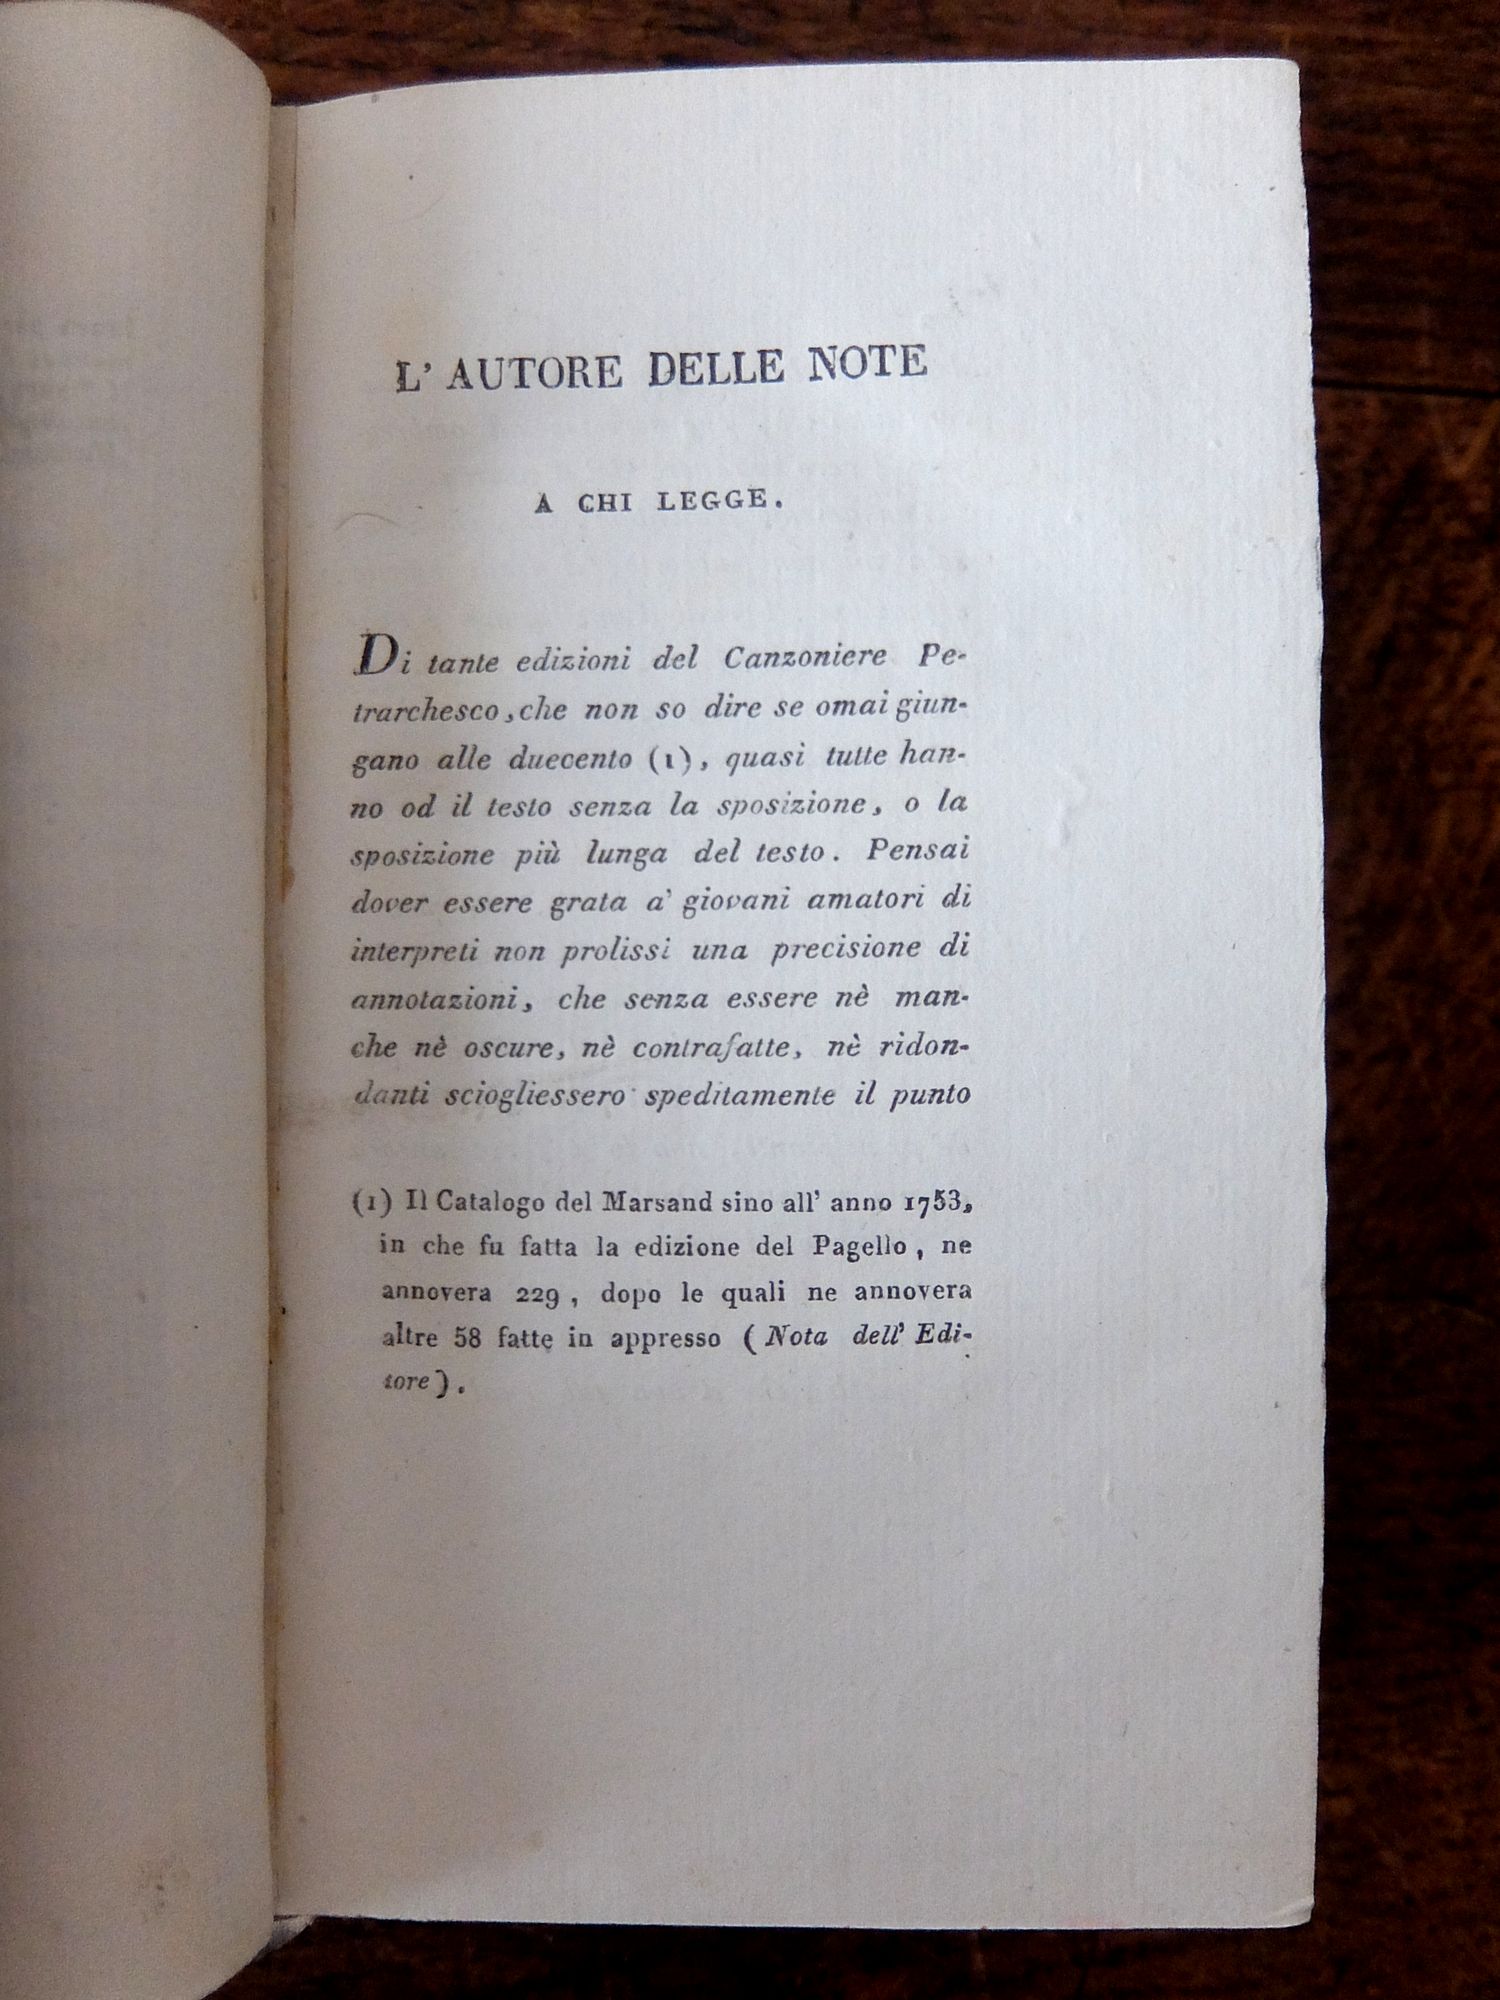 L' AUTORE DELLE NOTE
A CHI LEGGE.
Di tante edizioni del Canzoniere Pe-
trarchesco, che non so dire se omai giun-
gano alle duecento (1), quasi tutte han-
no od il testo senza la sposizione, o la
sposizione più lunga del testo. Pensai
dover essere grata a' giovani amatori di
interpreti non prolissi una precisione di
annotazioni, che senza essere nè man-
che nè oscure, nè contrafatte, nè ridon-
danti sciogliessero speditamente il punto
(1) Il Catalogo del Marsand sino all' anno 1753,
in che fu fatta la edizione del Pagello, ne
annovera 229, dopo le quali ne annovera
altre 58 fatte in appresso (Nota dell' Edi-
tore).